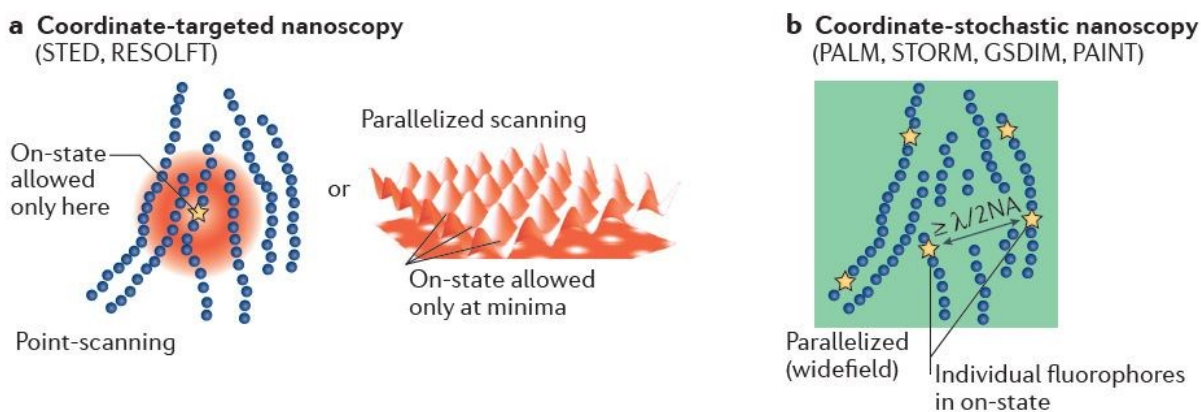 a Coordinate-targeted nanoscopy
(STED, RESOLFT)
On-state
allowed
only here
Point-scanning
or
Parallelized scanning
On-state allowed
only at minima
b Coordinate-stochastic nanoscopy
(PALM, STORM, GSDIM, PAINT)
≥ λ/2NA
Parallelized
(widefield)
Individual fluorophores
in on-state